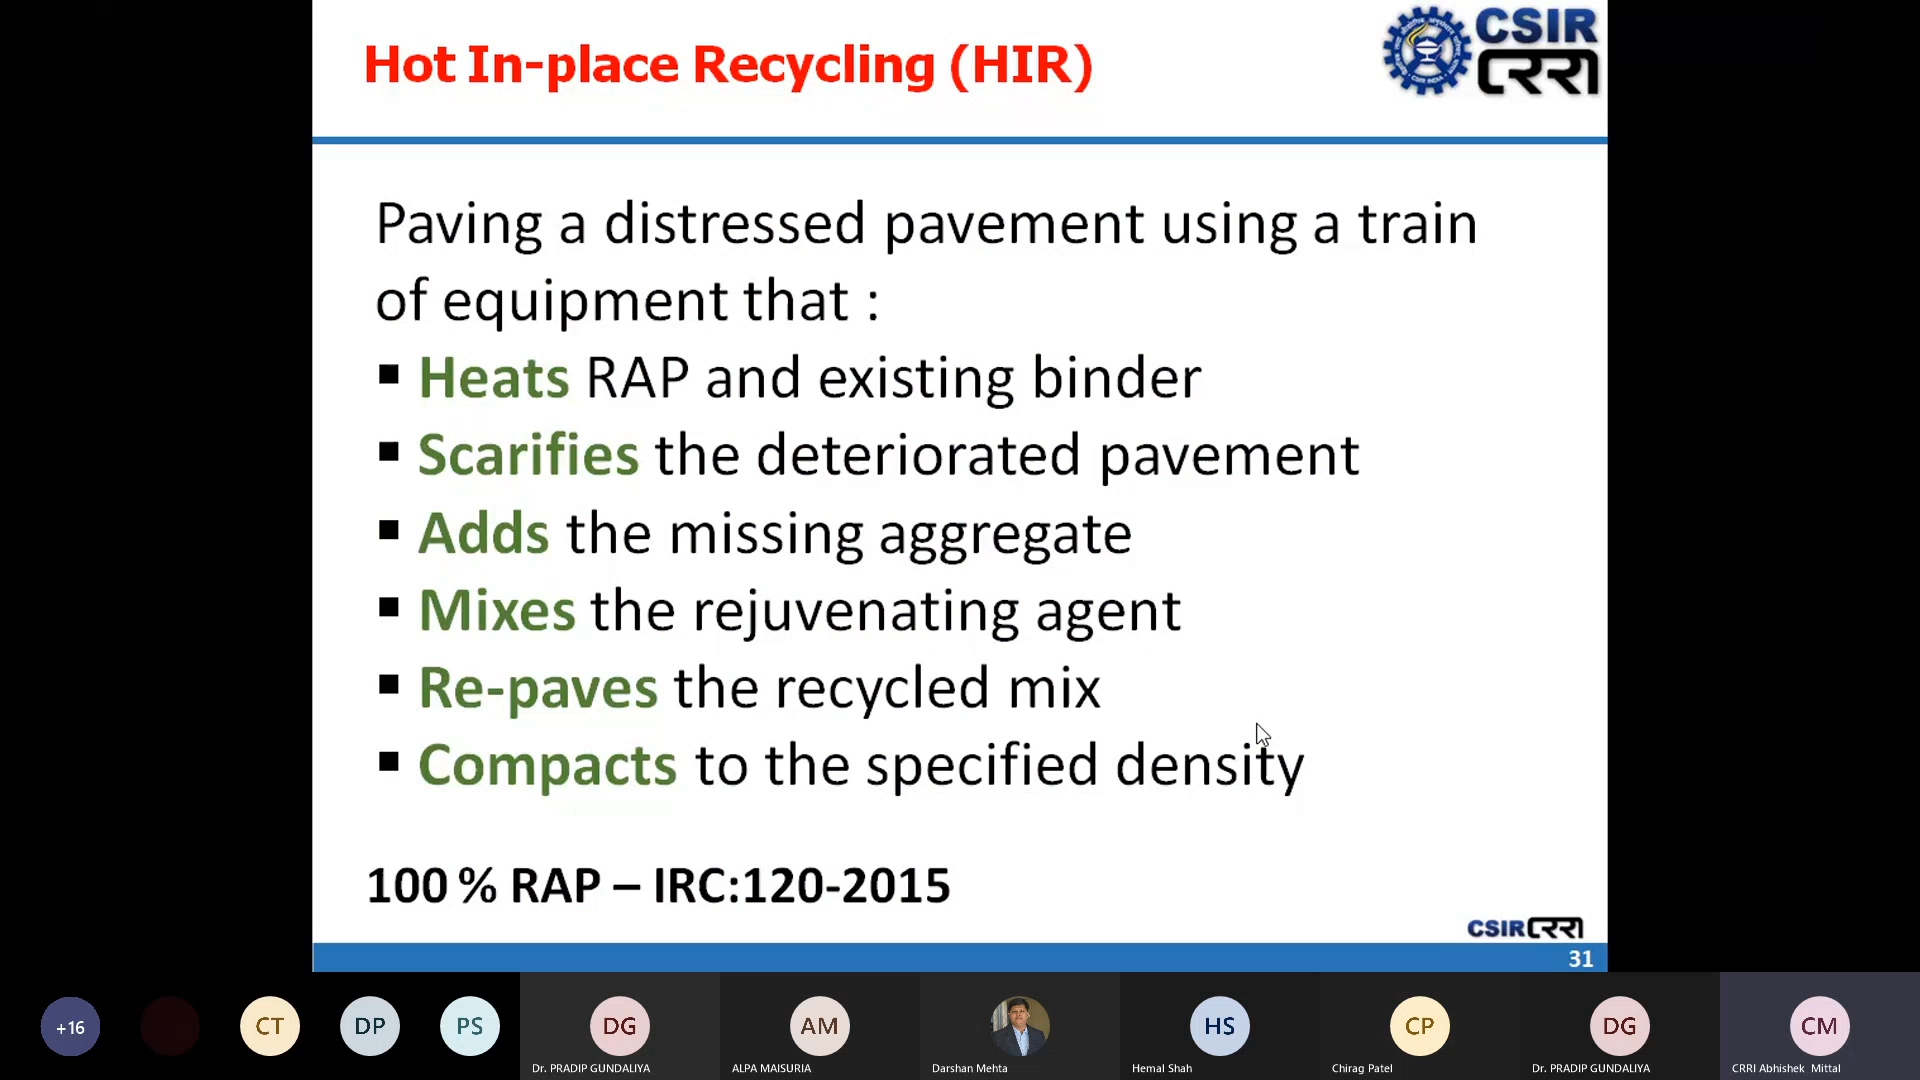 Hot In-place Recycling (HIR)
CSIR
Paving a distressed pavement using a train
of equipment that :
▪ Heats RAP and existing binder
▪ Scarifies the deteriorated pavement
▪ Adds the missing aggregate
▪ Mixes the rejuvenating agent
▪ Re-paves the recycled mix
▪ Compacts to the specified density
100 % RAP – IRC:120-2015
CSIR
31
+16
CT
DP
PS
DG
AM
HS
CP
DG
CM
Dr. PRADIP GUNDALIYA
ALPA MAISURIA
Darshan Mehta
Hemal Shah
Chirag Patel
Dr. PRADIP GUNDALIYA
CRRI Abhishek Mittal